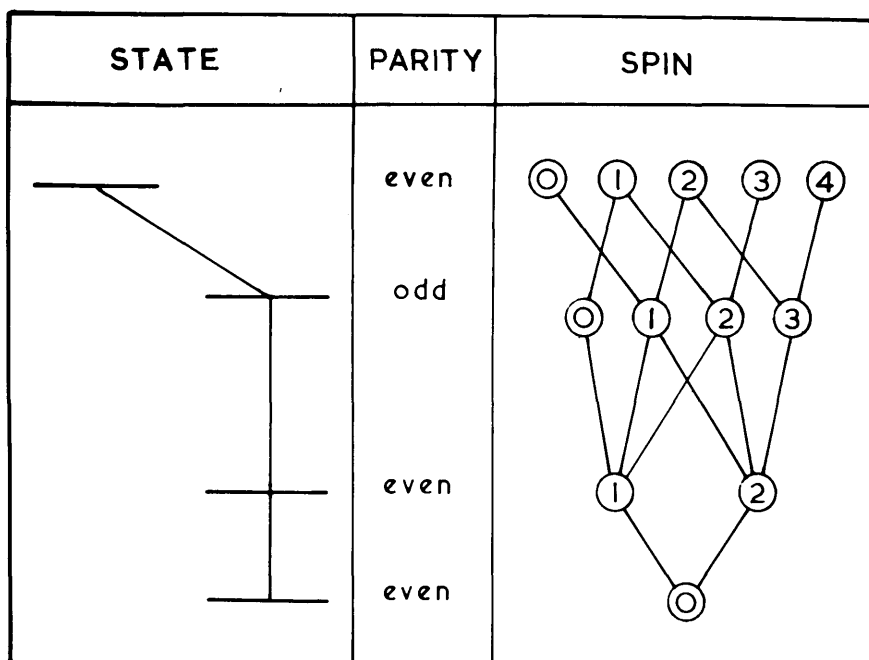 STATE PARITY SPIN
even 0 1 2 3 4
odd 0 1 2 3
even 1 2
even 0